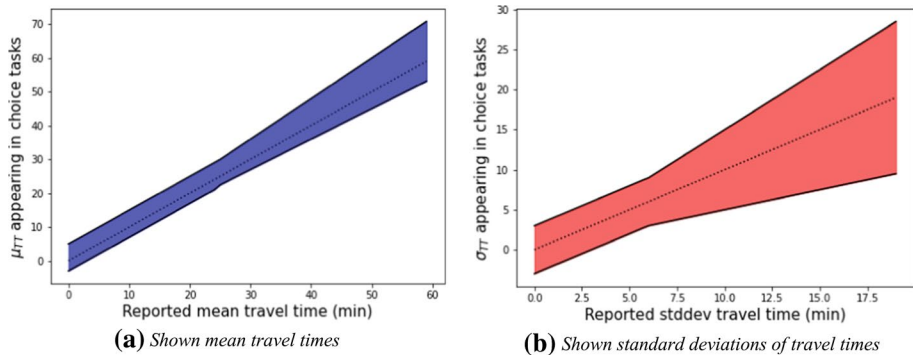 70
60
50
40
30
20
10
0
μTT appearing in choice tasks
0 10 20 30 40 50 60
Reported mean travel time (min)
(a) Shown mean travel times
30
25
20
15
10
5
0
σTT appearing in choice tasks
0.0 2.5 5.0 7.5 10.0 12.5 15.0 17.5
Reported stddev travel time (min)
(b) Shown standard deviations of travel times